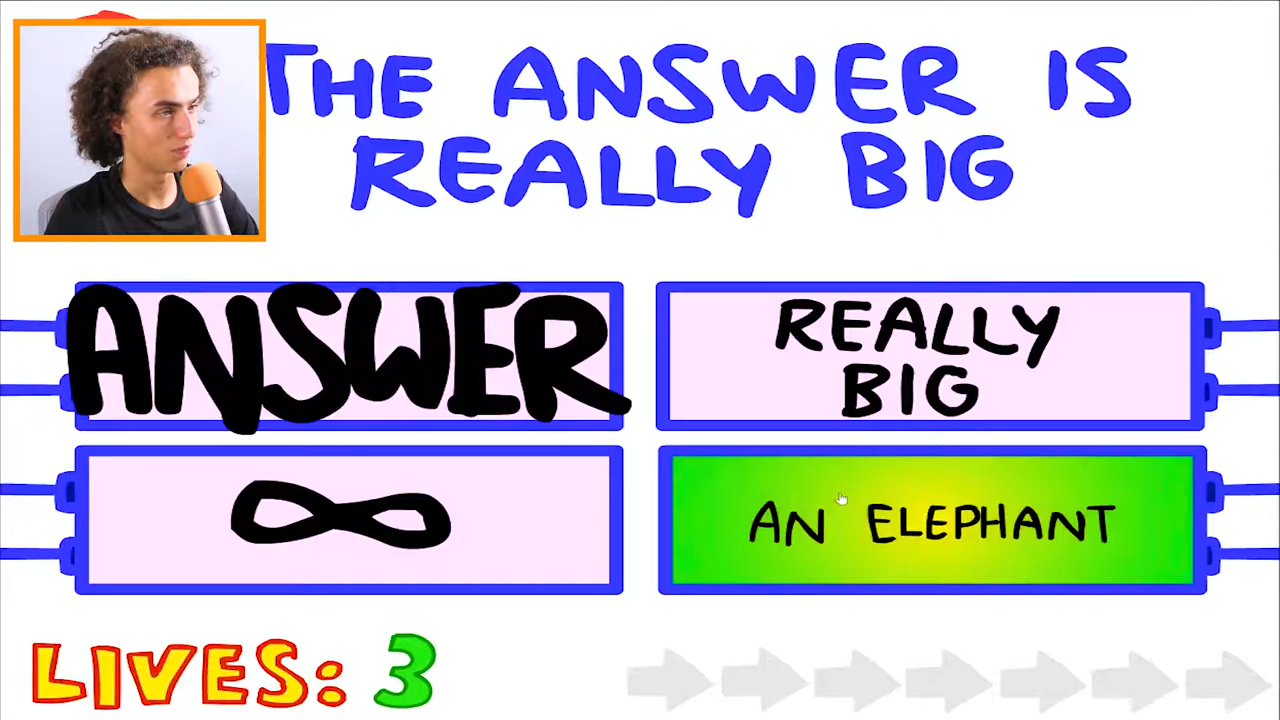 THE ANSWER IS
REALLY BIG
ANSWER
REALLY
BIG
∞
AN ELEPHANT
LIVES: 3